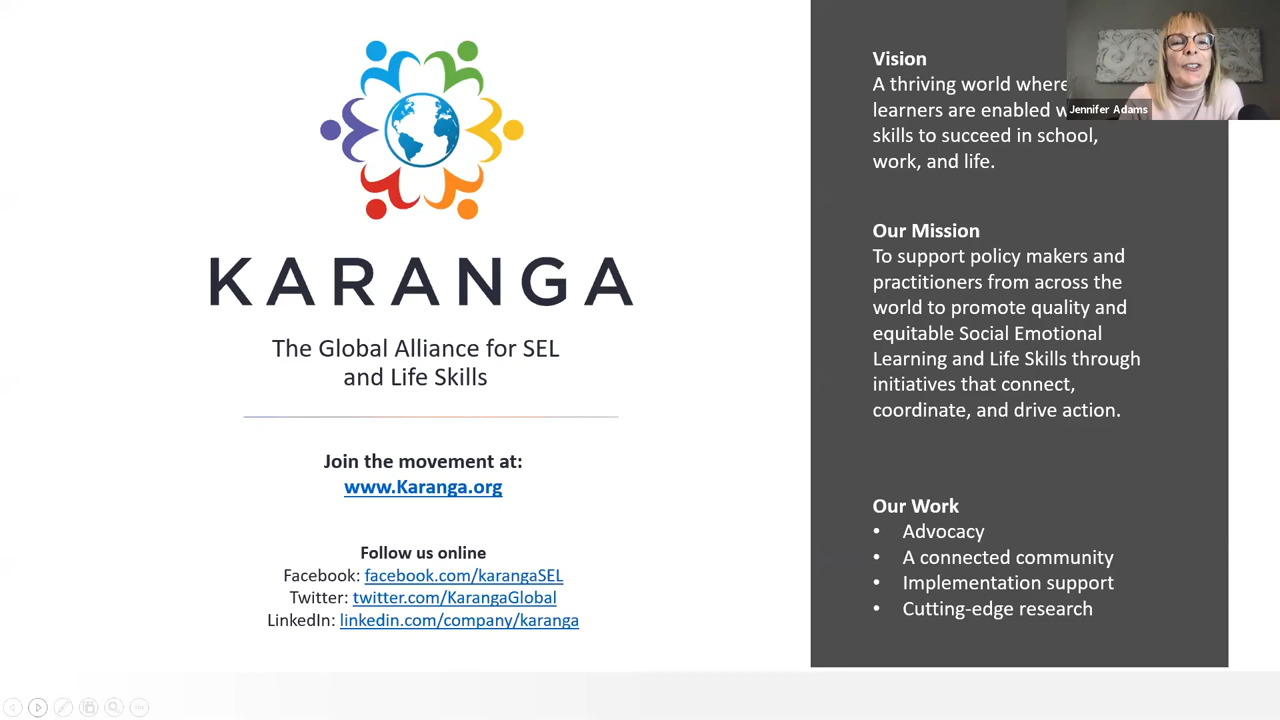 KARANGA
The Global Alliance for SEL
and Life Skills
Join the movement at:
www.Karanga.org
Follow us online
Facebook: facebook.com/karangaSEL
Twitter: twitter.com/KarangaGlobal
LinkedIn: linkedin.com/company/karanga
Vision
A thriving world where
learners are enabled
skills to succeed in school,
work, and life.
Our Mission
To support policy makers and
practitioners from across the
world to promote quality and
equitable Social Emotional
Learning and Life Skills through
initiatives that connect,
coordinate, and drive action.
Our Work
• Advocacy
• A connected community
• Implementation support
• Cutting-edge research
Jennifer Adams